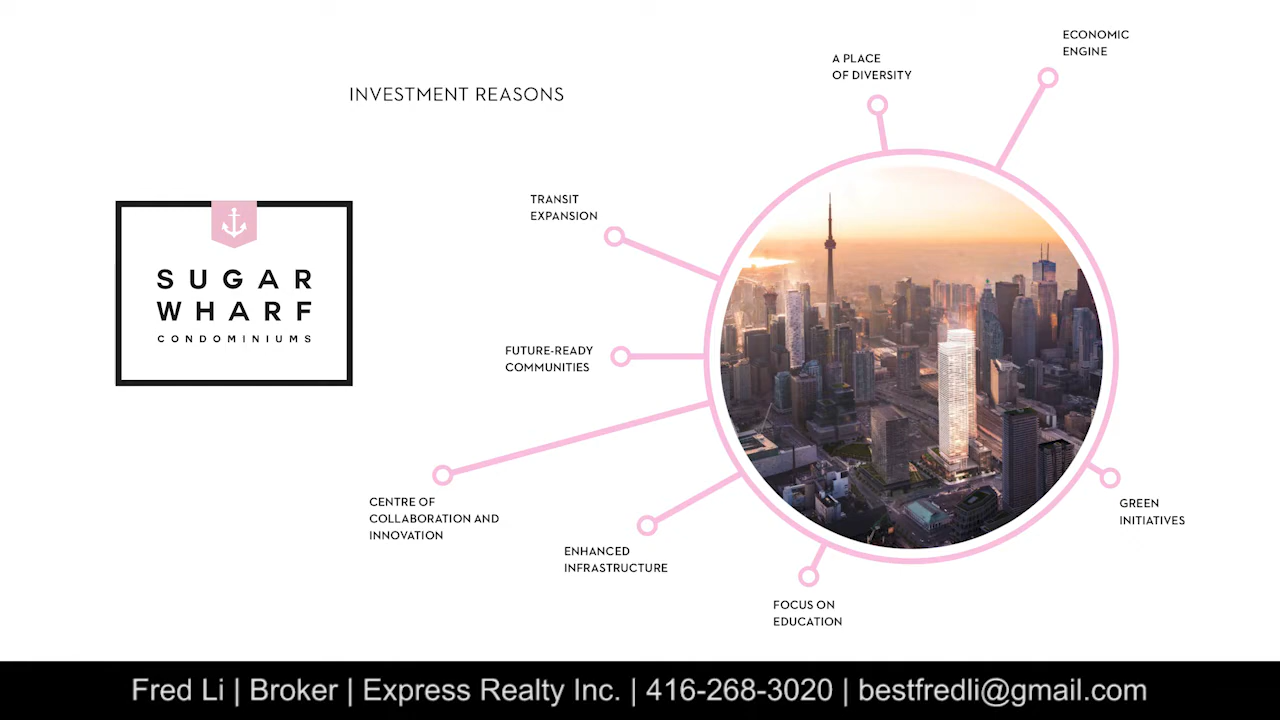 INVESTMENT REASONS
SUGAR
WHARF
CONDOMINIUMS
A PLACE
OF DIVERSITY
ECONOMIC
ENGINE
TRANSIT
EXPANSION
FUTURE-READY
COMMUNITIES
CENTRE OF
COLLABORATION AND
INNOVATION
ENHANCED
INFRASTRUCTURE
FOCUS ON
EDUCATION
GREEN
INITIATIVES
Fred Li | Broker | Express Realty Inc. | 416-268-3020 | bestfredli@gmail.com